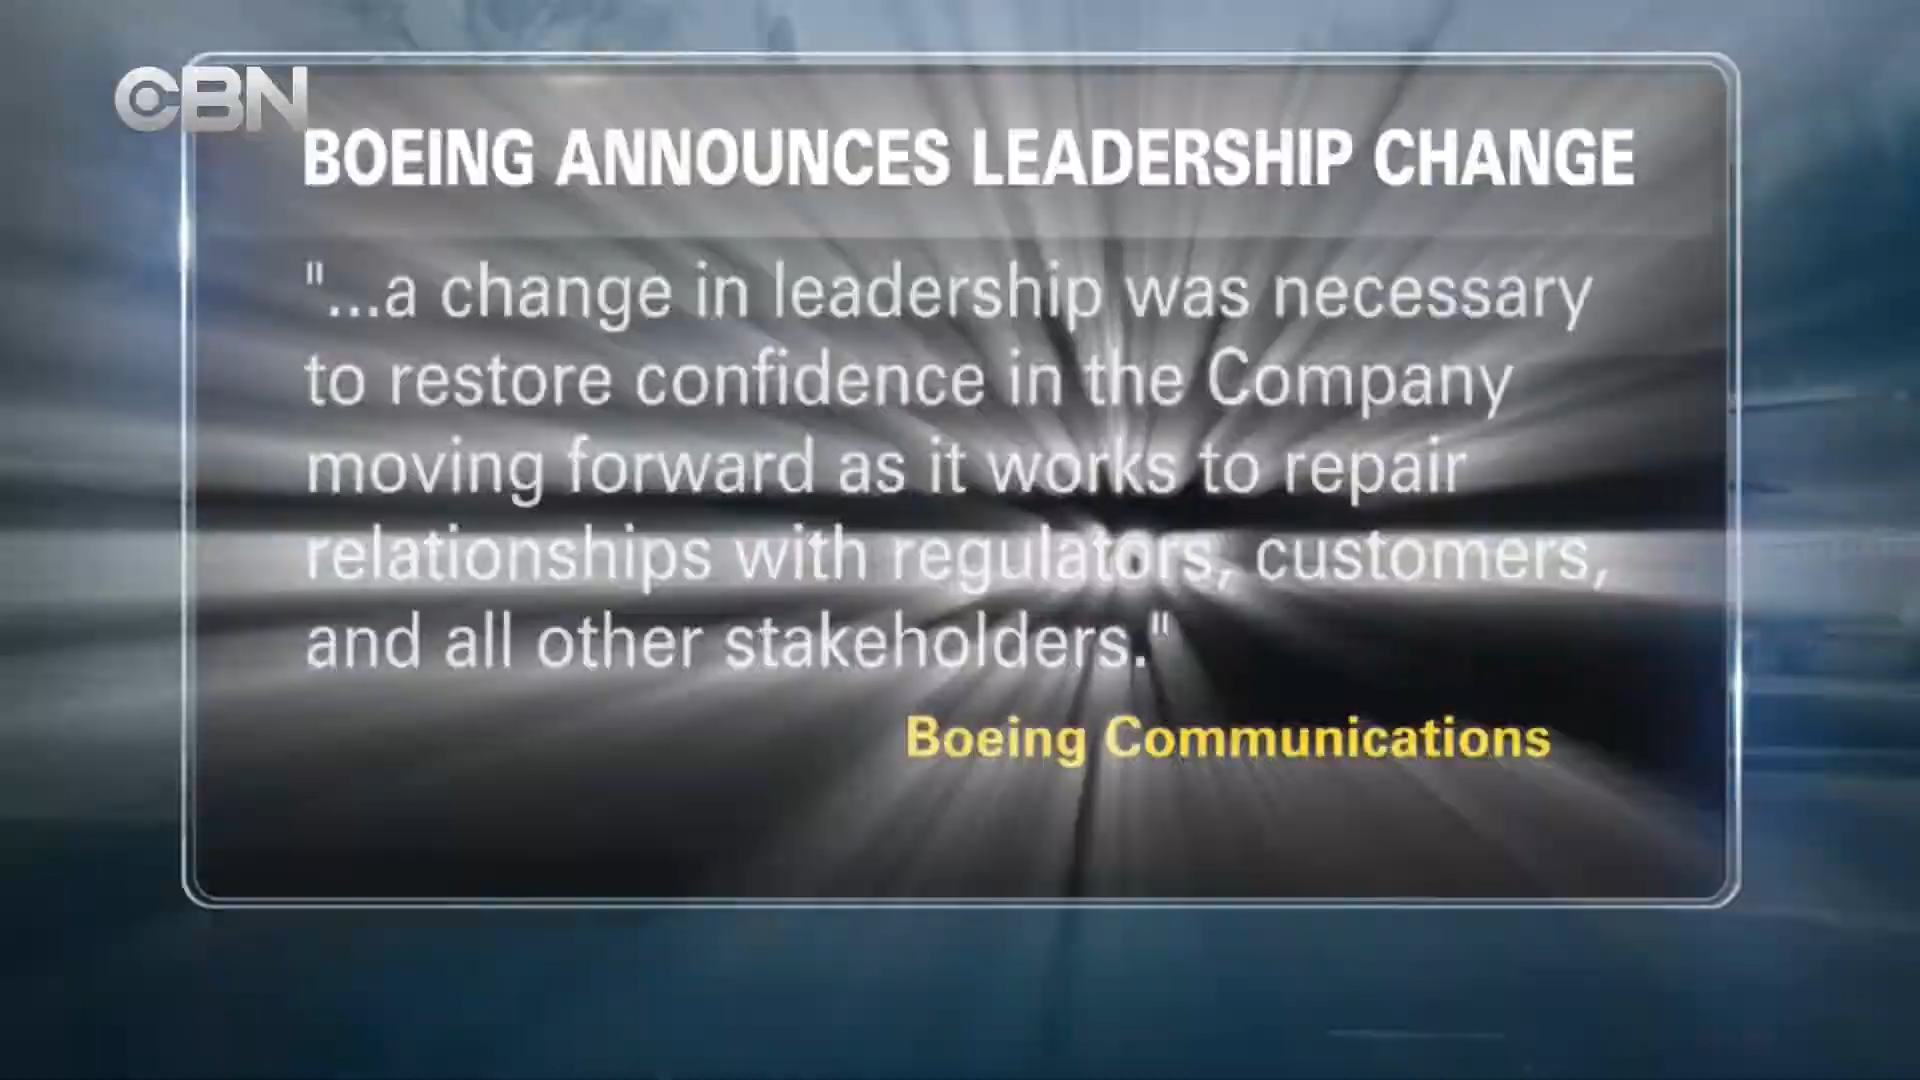 CBN
BOEING ANNOUNCES LEADERSHIP CHANGE
"...a change in leadership was necessary
to restore confidence in the Company
moving forward as it works to repair
relationships with regulators, customers,
and all other stakeholders."
Boeing Communications